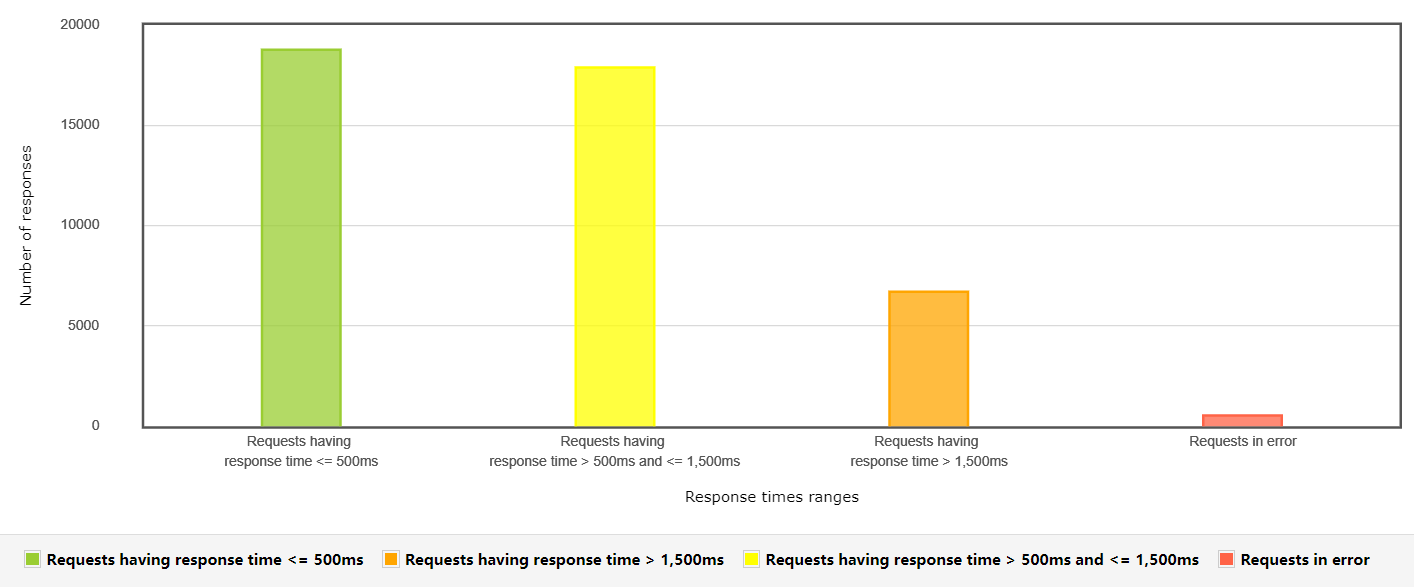 20000
15000
10000
5000
0
Number of responses
Requests having
response time <= 500ms
Requests having
response time > 500ms and <= 1,500ms
Requests having
response time > 1,500ms
Requests in error
Response times ranges
Requests having response time <= 500ms
Requests having response time > 1,500ms
Requests having response time > 500ms and <= 1,500ms
Requests in error